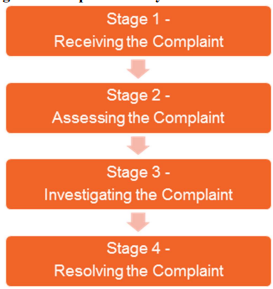 Stage 1 -
Receiving the Complaint
Stage 2 -
Assessing the Complaint
Stage 3 -
Investigating the Complaint
Stage 4 -
Resolving the Complaint